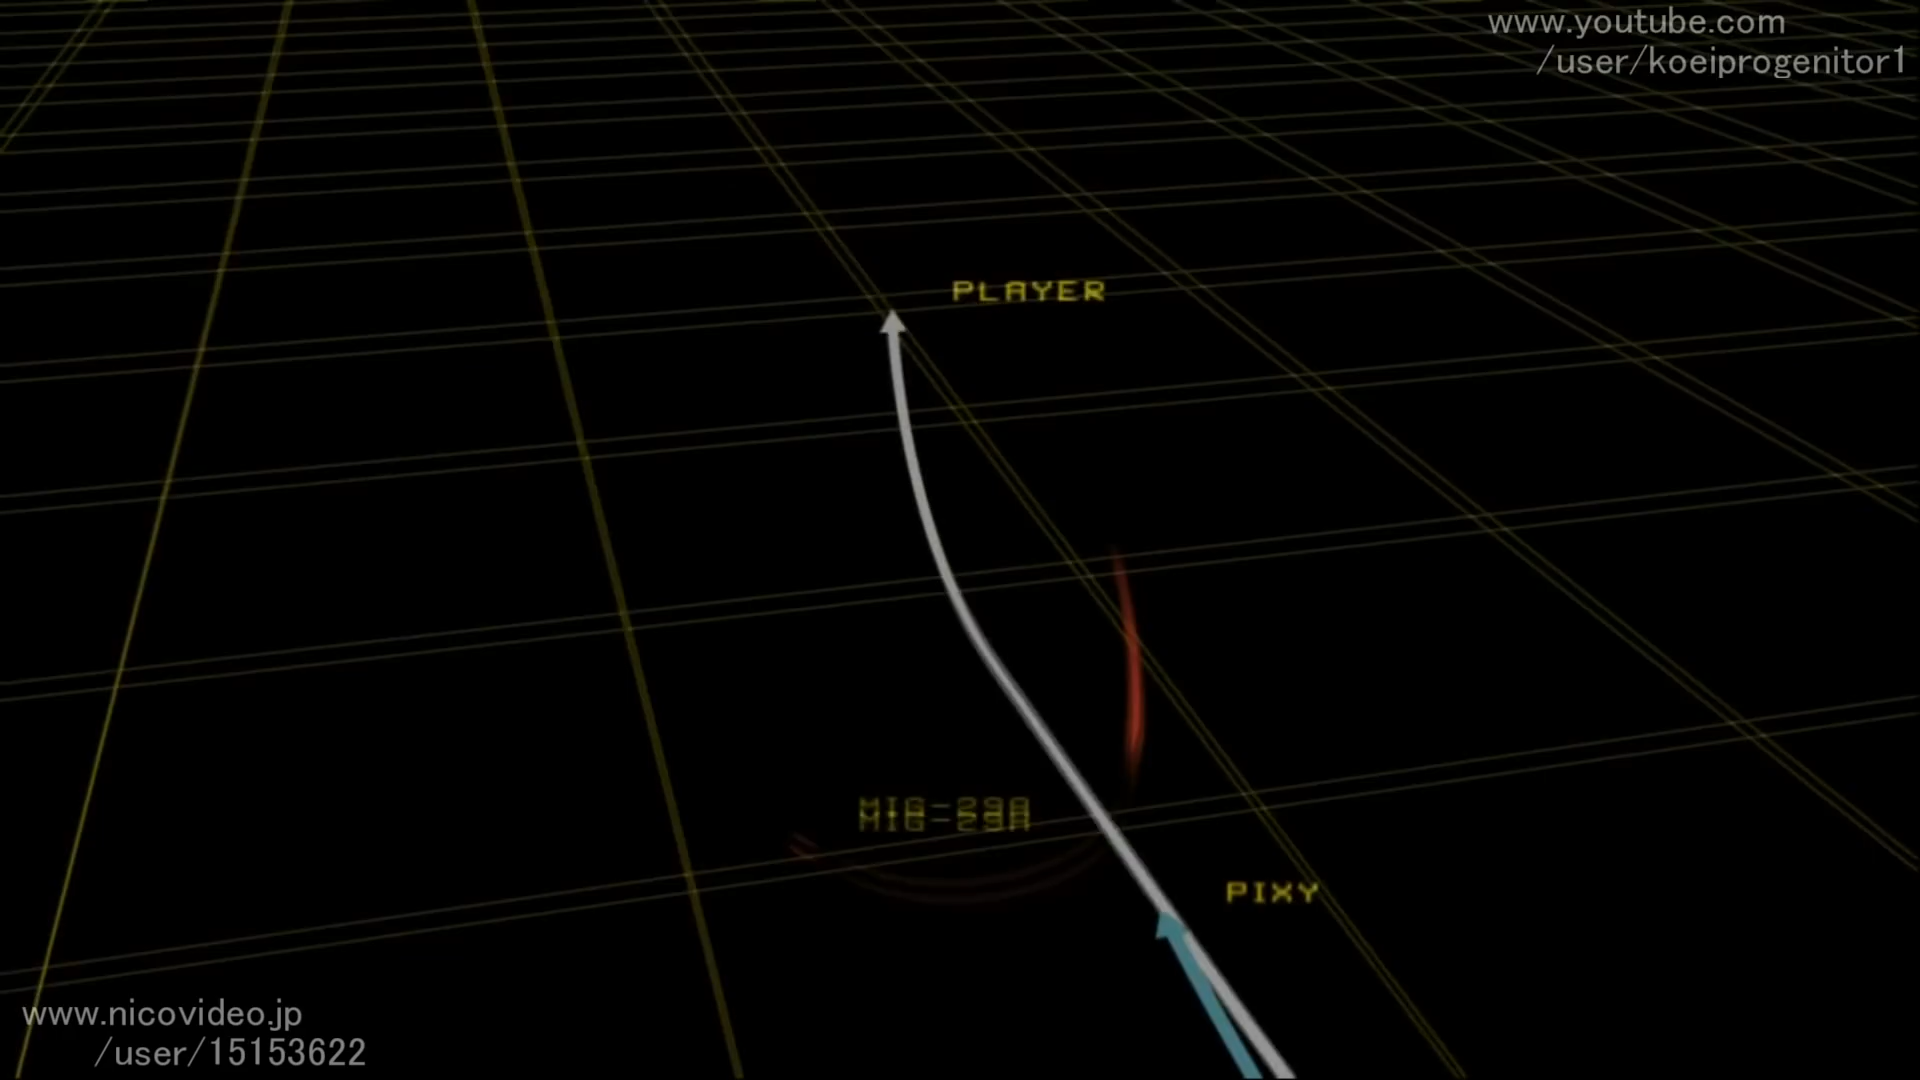 www.youtube.com
/user/koeiprogenitor1
PLAYER
MIG-29A
MIG-29A
PIXY
www.nicovideo.jp
/user/15153622